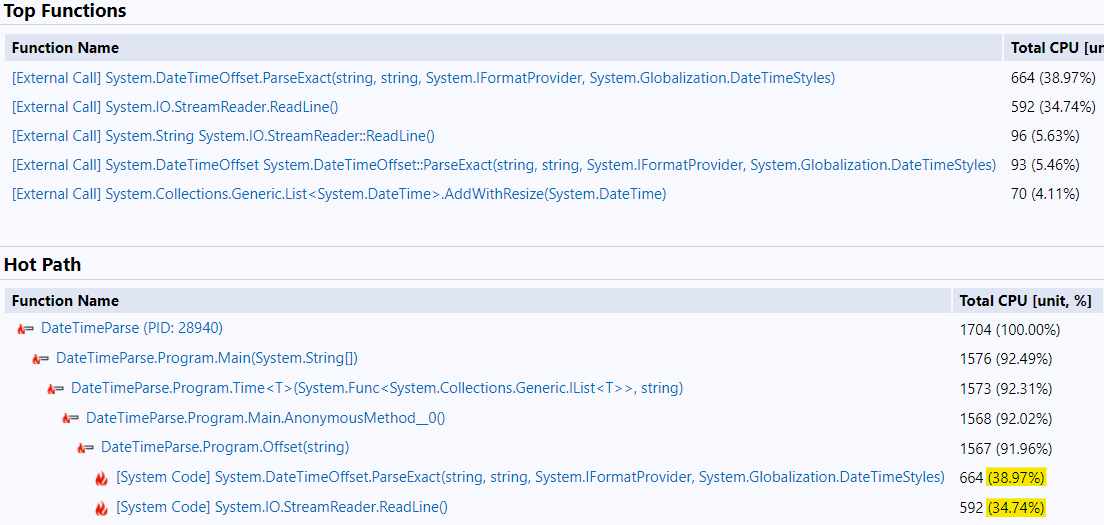 Top Functions
Function Name Total CPU [un
[External Call] System.DateTimeOffset.ParseExact(string, string, System.IFormatProvider, System.Globalization.DateTimeStyles) 664 (38.97%)
[External Call] System.IO.StreamReader.ReadLine() 592 (34.74%)
[External Call] System.String System.IO.StreamReader::ReadLine() 96 (5.63%)
[External Call] System.DateTimeOffset System.DateTimeOffset::ParseExact(string, string, System.IFormatProvider, System.Globalization.DateTimeStyles) 93 (5.46%)
[External Call] System.Collections.Generic.List<System.DateTime>.AddWithResize(System.DateTime) 70 (4.11%)
Hot Path
Function Name Total CPU [unit, %]
DateTimeParse (PID: 28940) 1704 (100.00%)
DateTimeParse.Program.Main(System.String[]) 1576 (92.49%)
DateTimeParse.Program.Time<T>(System.Func<System.Collections.Generic.IList<T>>, string) 1573 (92.31%)
DateTimeParse.Program.Main.AnonymousMethod__0() 1568 (92.02%)
DateTimeParse.Program.Offset(string) 1567 (91.96%)
[System Code] System.DateTimeOffset.ParseExact(string, string, System.IFormatProvider, System.Globalization.DateTimeStyles) 664 (38.97%)
[System Code] System.IO.StreamReader.ReadLine() 592 (34.74%)